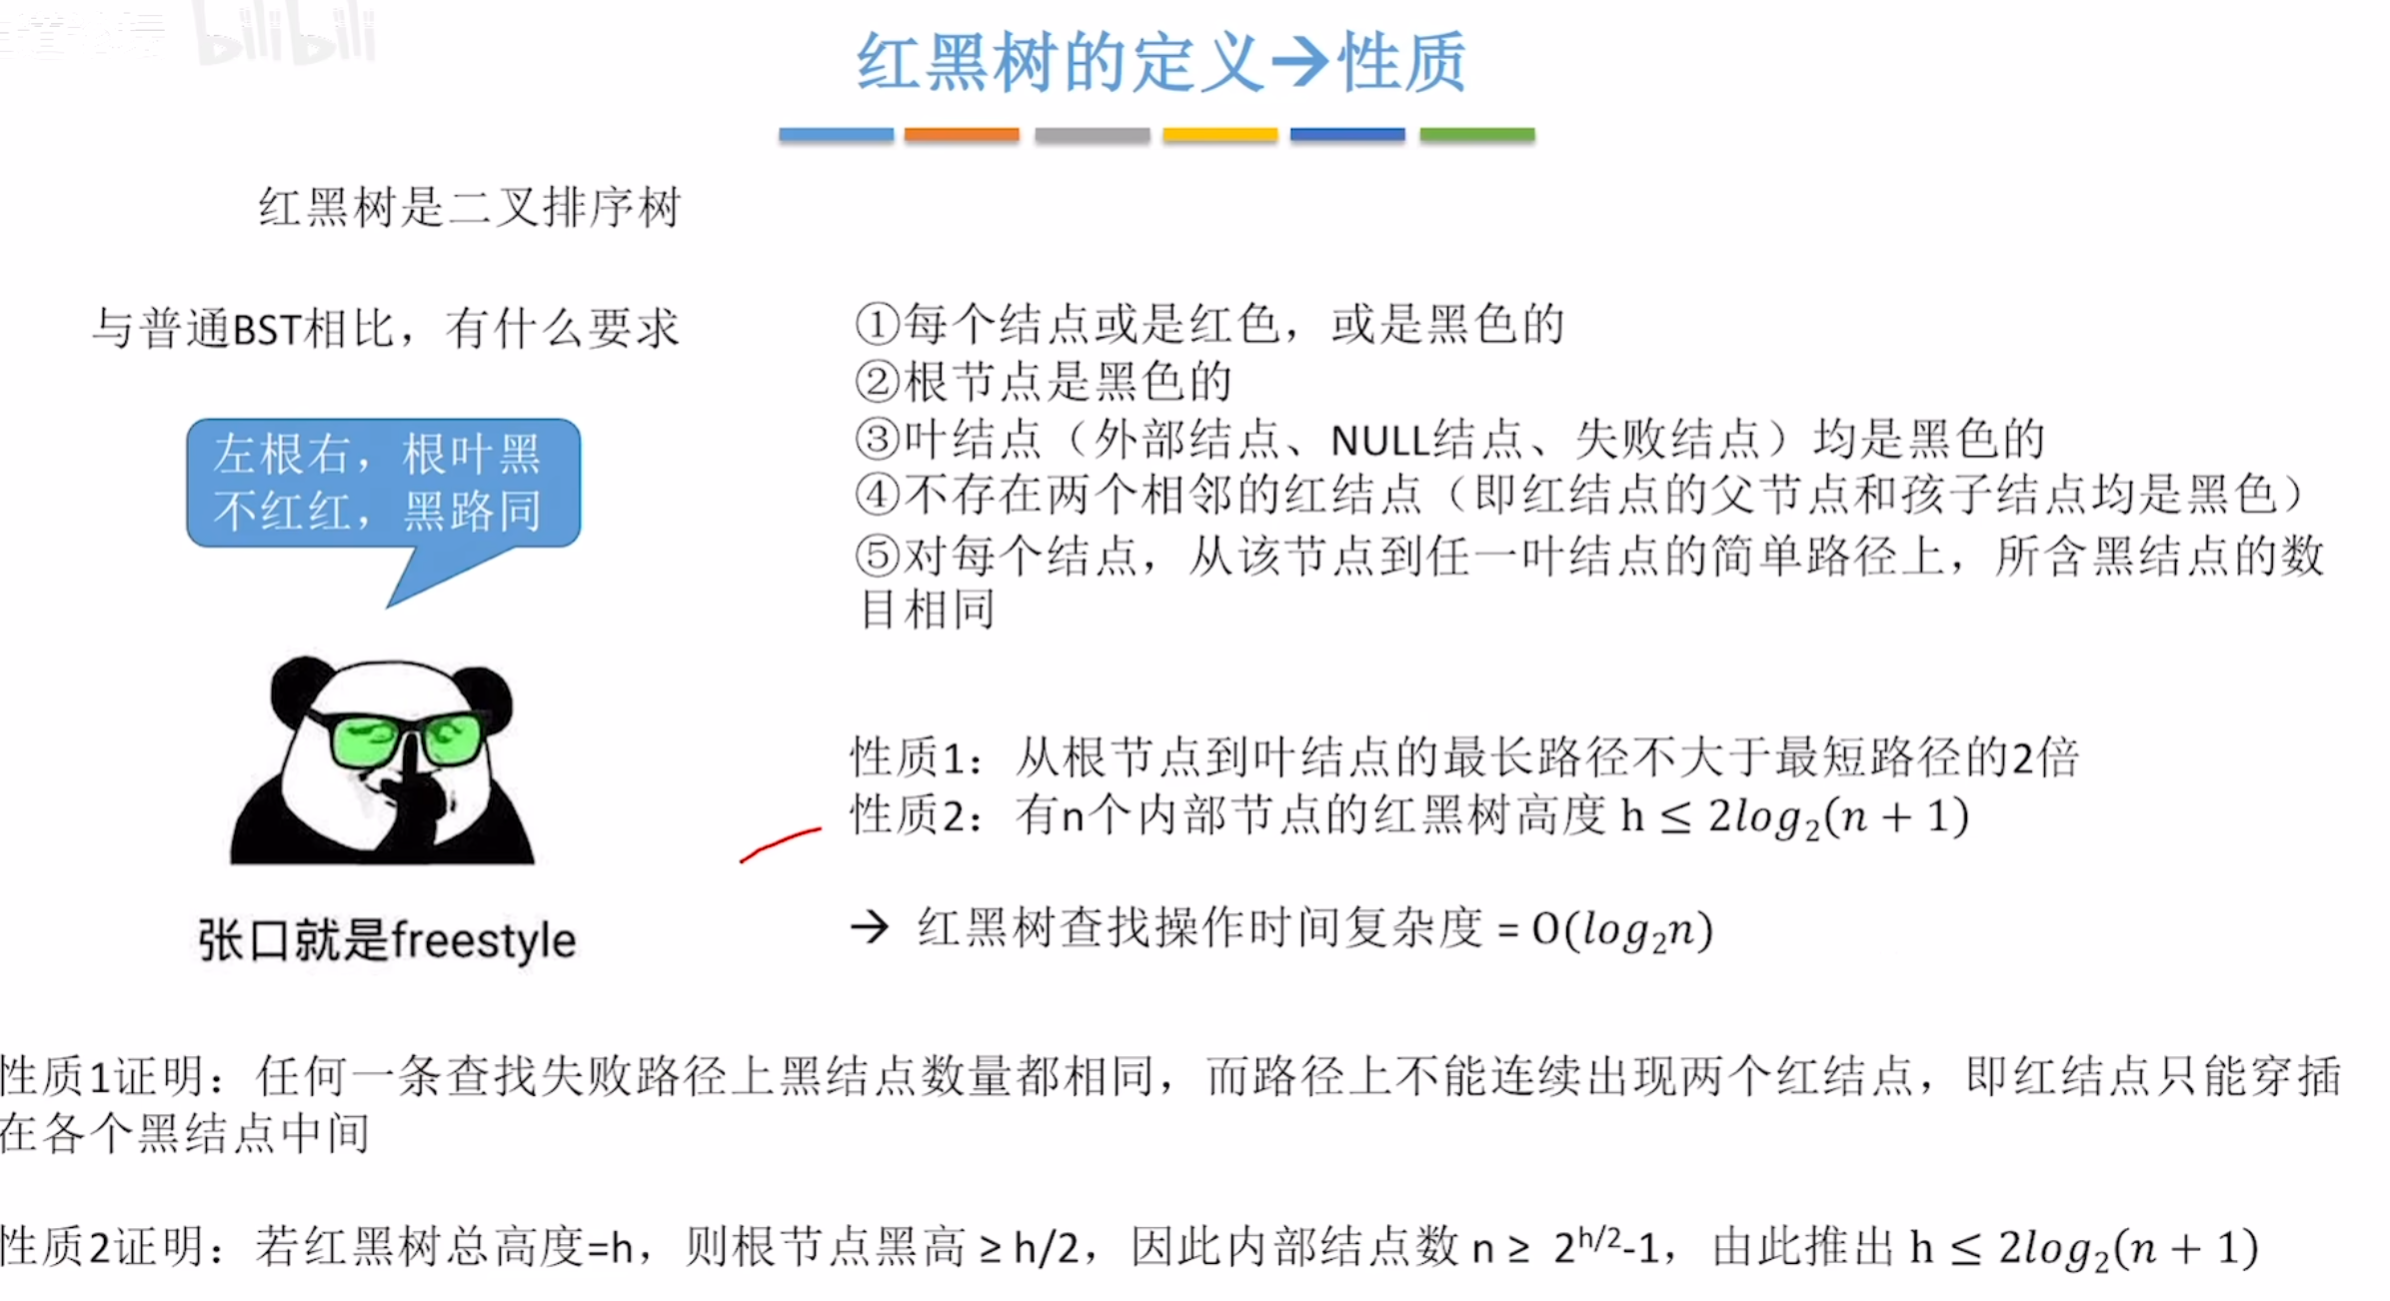 bilibili
红黑树的定义→性质
红黑树是二叉排序树
与普通BST相比，有什么要求
左根右，根叶黑
不红红，黑路同
张口就是freestyle
①每个结点或是红色，或是黑色的
②根节点是黑色的
③叶结点（外部结点、NULL结点、失败结点）均是黑色的
④不存在两个相邻的红结点（即红结点的父节点和孩子结点均是黑色）
⑤对每个结点，从该节点到任一叶结点的简单路径上，所含黑结点的数
目相同
性质1：从根节点到叶结点的最长路径不大于最短路径的2倍
性质2：有n个内部节点的红黑树高度 h ≤ 2log₂(n + 1)
→ 红黑树查找操作时间复杂度 = O(log₂n)
性质1证明：任何一条查找失败路径上黑结点数量都相同，而路径上不能连续出现两个红结点，即红结点只能穿插
在各个黑结点中间
性质2证明：若红黑树总高度=h，则根节点黑高 ≥ h/2，因此内部结点数 n ≥ 2^{h/2}-1，由此推出 h ≤ 2log₂(n + 1)